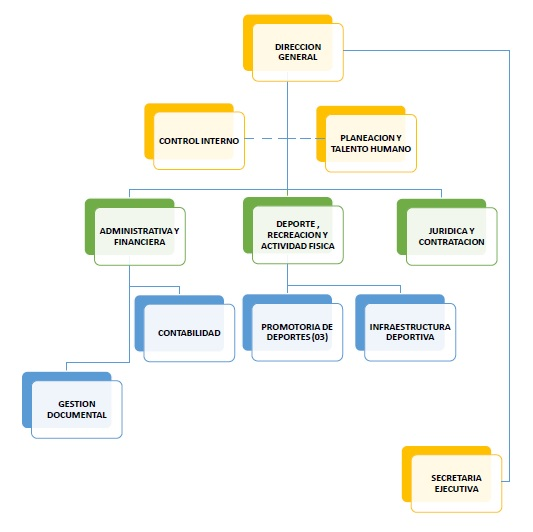 DIRECCION
GENERAL
CONTROL INTERNO
PLANEACION Y
TALENTO HUMANO
ADMINISTRATIVA Y
FINANCIERA
DEPORTE ,
RECREACION Y
ACTIVIDAD FISICA
JURIDICA Y
CONTRATACION
CONTABILIDAD
PROMOTORIA DE
DEPORTES (03)
INFRAESTRUCTURA
DEPORTIVA
GESTION
DOCUMENTAL
SECRETARIA
EJECUTIVA